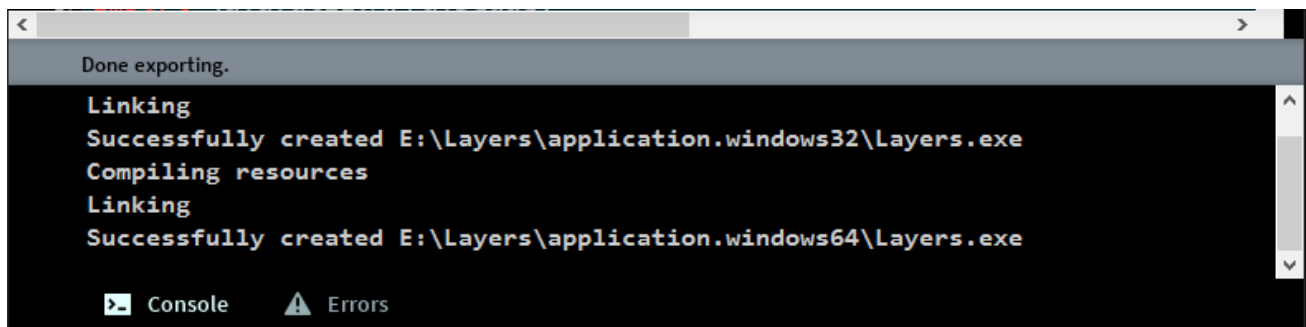 Done exporting.
Linking
Successfully created E:\Layers\application.windows32\Layers.exe
Compiling resources
Linking
Successfully created E:\Layers\application.windows64\Layers.exe
Console
Errors